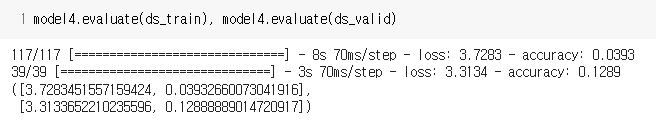 1 model4.evaluate(ds_train), model4.evaluate(ds_valid)
117/117 [==============================] - 8s 70ms/step - loss: 3.7283 - accuracy: 0.0393
39/39 [==============================] - 3s 70ms/step - loss: 3.3134 - accuracy: 0.1289
([3.7283451557159424, 0.03932660073041916],
[3.3133652210235596, 0.12888889014720917])